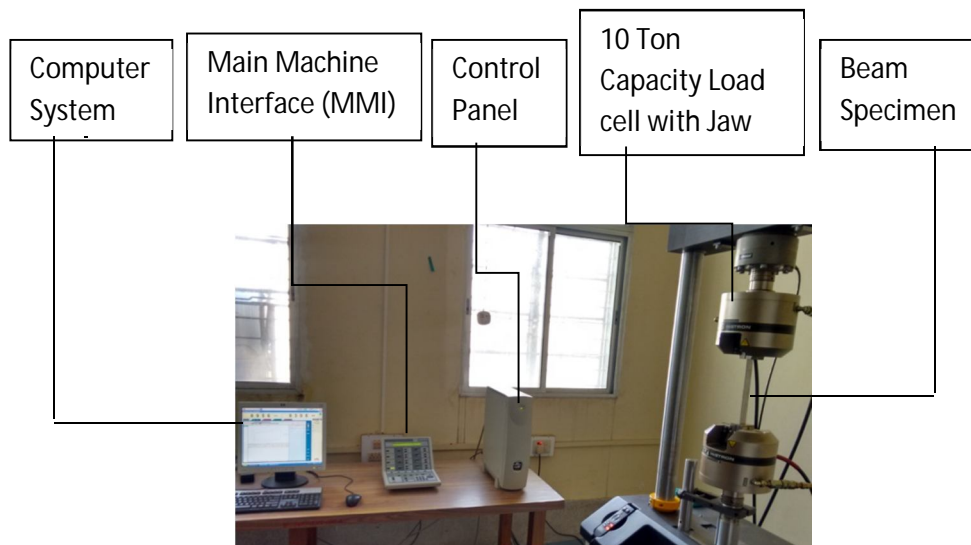 Computer
System
Main Machine
Interface (MMI)
Control
Panel
10 Ton
Capacity Load
cell with Jaw
Beam
Specimen